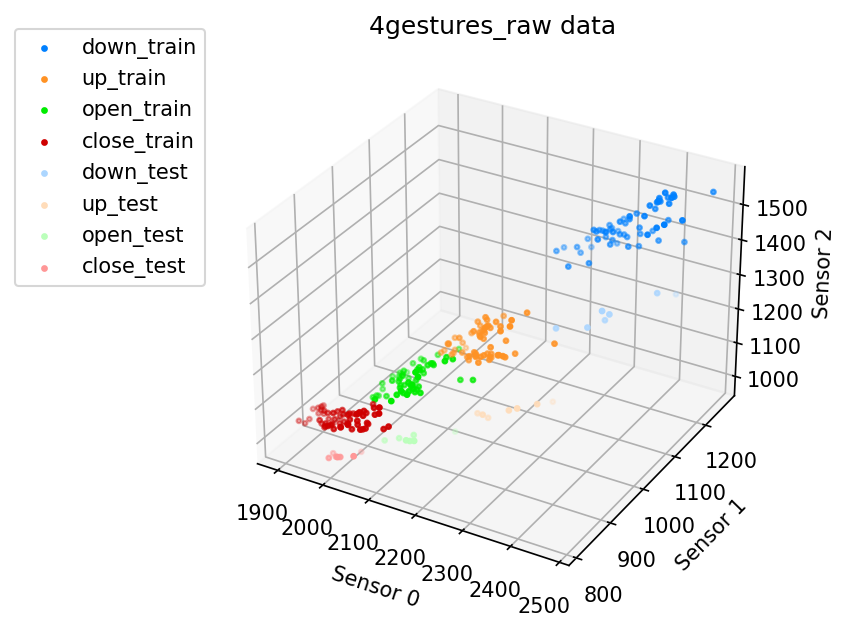 4gestures_raw data
down_train
up_train
open_train
close_train
down_test
up_test
open_test
close_test
1500
1400
1300
1200
1100
1000
Sensor 2
1900
2000
2100
2200
2300
2400
2500
Sensor 0
800
900
1000
1100
1200
Sensor 1